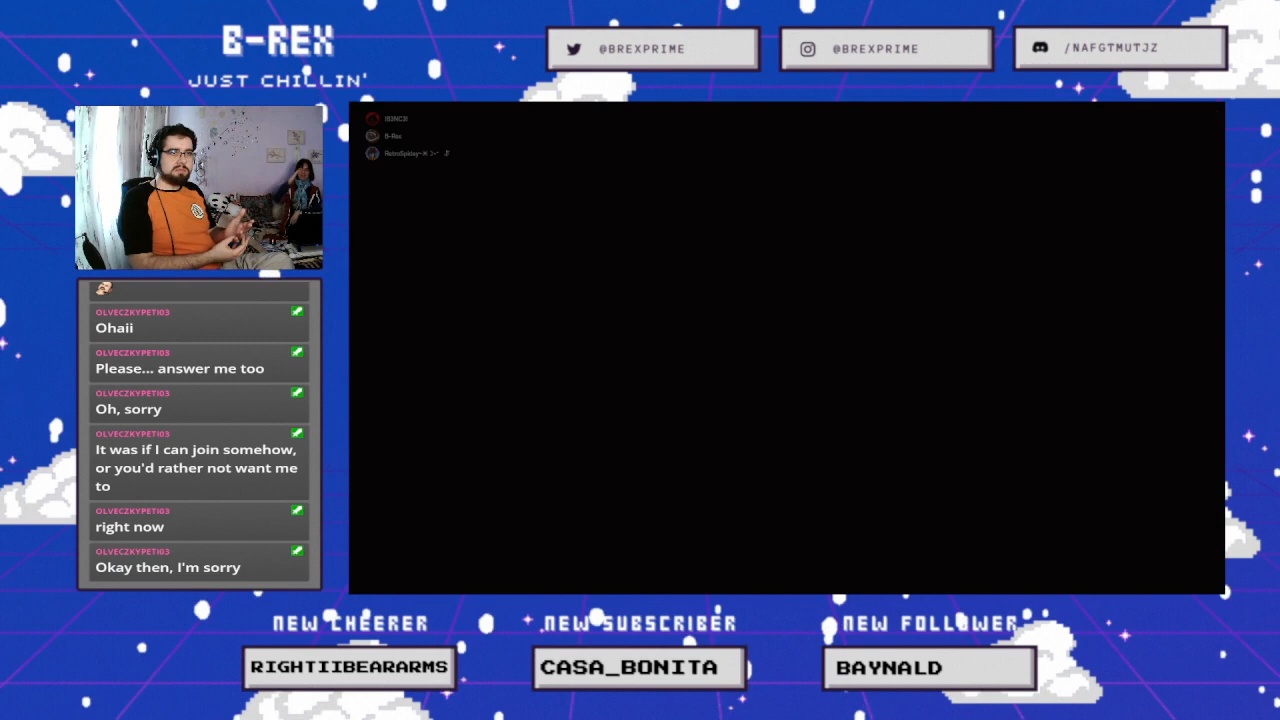 B-REX
JUST CHILLIN'
@BREXPRIME
@BREXPRIME
/NAFGTMUTJZ
B-Rex
OLVECZKYPETI03
Ohaii
OLVECZKYPETI03
Please... answer me too
OLVECZKYPETI03
Oh, sorry
OLVECZKYPETI03
It was if I can join somehow,
or you'd rather not want me
to
OLVECZKYPETI03
right now
OLVECZKYPETI03
Okay then, I'm sorry
NEW CHEERER
RIGHTIIBEARARMS
NEW SUBSCRIBER
CASA_BONITA
NEW FOLLOWER
BAYNALD